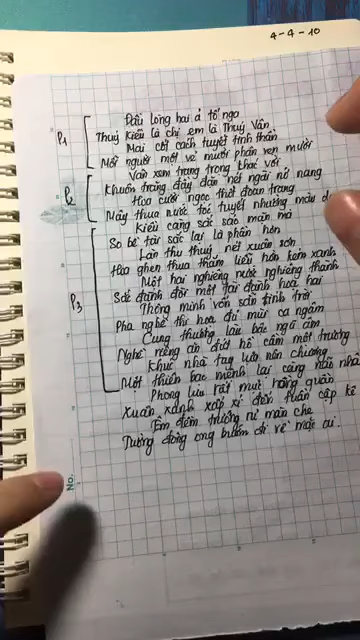 4-4-10
Đầu lòng hai ả tố nga
P1
Thuý Kiều là chị em là Thuý Vân
Mai cốt cách tuyết tinh thần
Mỗi người một vẻ mười phân vẹn mười
Vân xem trang trọng khác vời
P2
Khuôn trăng đầy đặn nét ngài nở nang
Hoa cười ngọc thốt đoan trang
Mây thua nước tóc tuyết nhường màu da
Kiều càng sắc sảo mặn mà
P3
So bề tài sắc lại là phần hơn
Làn thu thuỷ nét xuân sơn
Hoa ghen thua thắm liễu hờn kém xanh
Một hai nghiêng nước nghiêng thành
Sắc đành đòi một tài đành hoạ hai
Thông minh vốn sẵn tính trời
Pha nghề thi hoạ đủ mùi ca ngâm
Cung thương lầu bậc ngũ âm
Nghề riêng ăn đứt hồ cầm một trương
Khúc nhà tay lựa nên chương
Một thiên bạc mệnh lại càng não nhân
Phong lưu rất mực hồng quần
Xuân xanh xấp xỉ đến tuần cập kê
Êm đềm trướng rủ màn che
Tường đông ong bướm đi về mặc ai.
No.